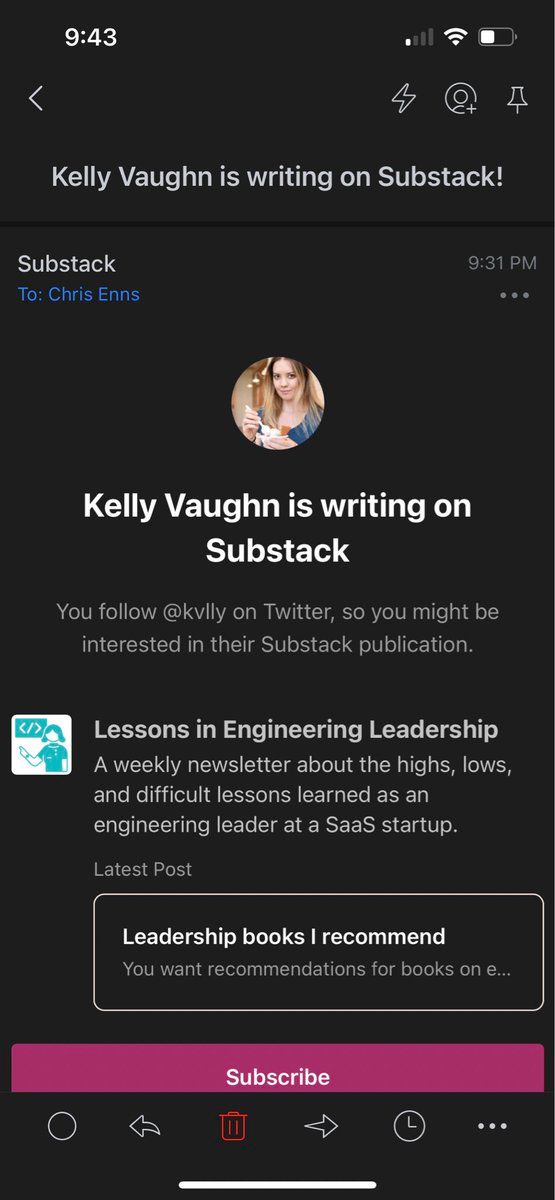 9:43
Kelly Vaughn is writing on Substack!
Substack
9:31 PM
To: Chris Enns
Kelly Vaughn is writing on
Substack
You follow @kvlly on Twitter, so you might be
interested in their Substack publication.
</>
Lessons in Engineering Leadership
A weekly newsletter about the highs, lows,
and difficult lessons learned as an
engineering leader at a SaaS startup.
Latest Post
Leadership books I recommend
You want recommendations for books on e...
Subscribe